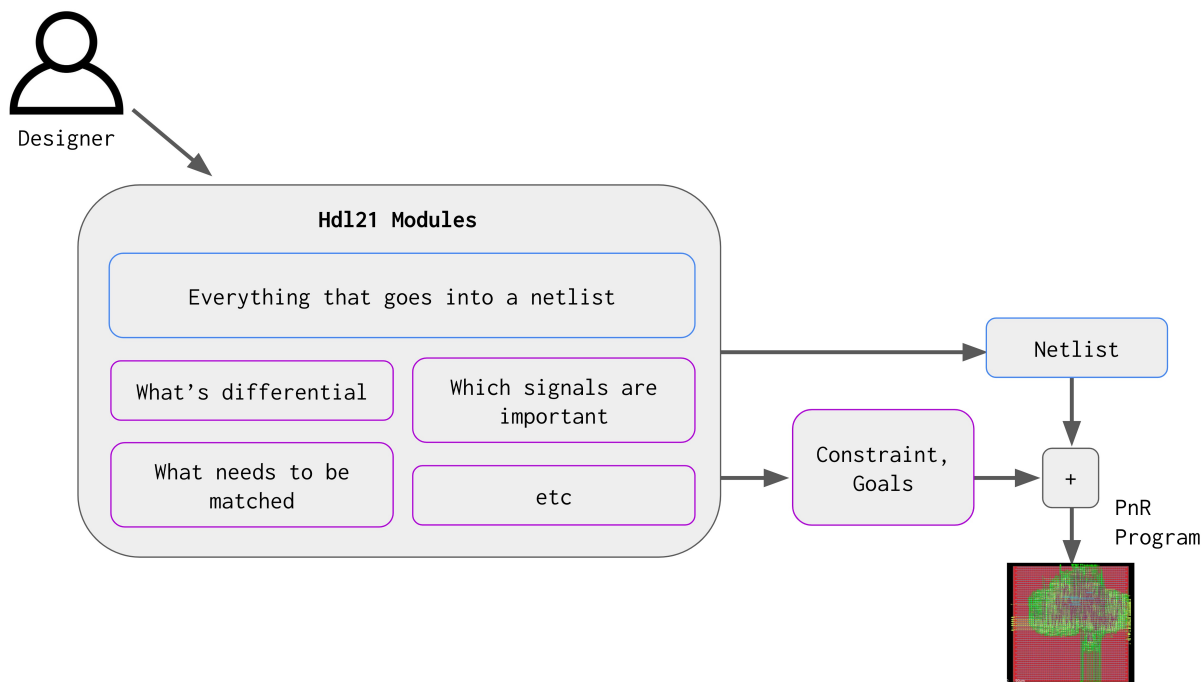 Designer
Hdl21 Modules
Everything that goes into a netlist
What’s differential
Which signals are
important
What needs to be
matched
etc
Netlist
Constraint,
Goals
+
PnR
Program